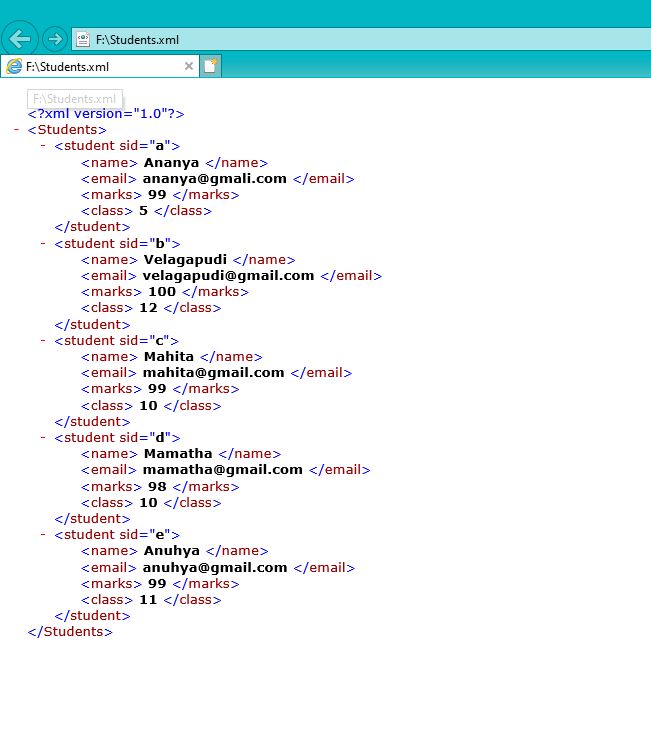 F:\Students.xml
F:\Students.xml
F:\Students.xml
<?xml version="1.0"?>
- <Students>
- <student sid="a">
<name> Ananya </name>
<email> ananya@gmali.com </email>
<marks> 99 </marks>
<class> 5 </class>
</student>
- <student sid="b">
<name> Velagapudi </name>
<email> velagapudi@gmail.com </email>
<marks> 100 </marks>
<class> 12 </class>
</student>
- <student sid="c">
<name> Mahita </name>
<email> mahita@gmail.com </email>
<marks> 99 </marks>
<class> 10 </class>
</student>
- <student sid="d">
<name> Mamatha </name>
<email> mamatha@gmail.com </email>
<marks> 98 </marks>
<class> 10 </class>
</student>
- <student sid="e">
<name> Anuhya </name>
<email> anuhya@gmail.com </email>
<marks> 99 </marks>
<class> 11 </class>
</student>
</Students>